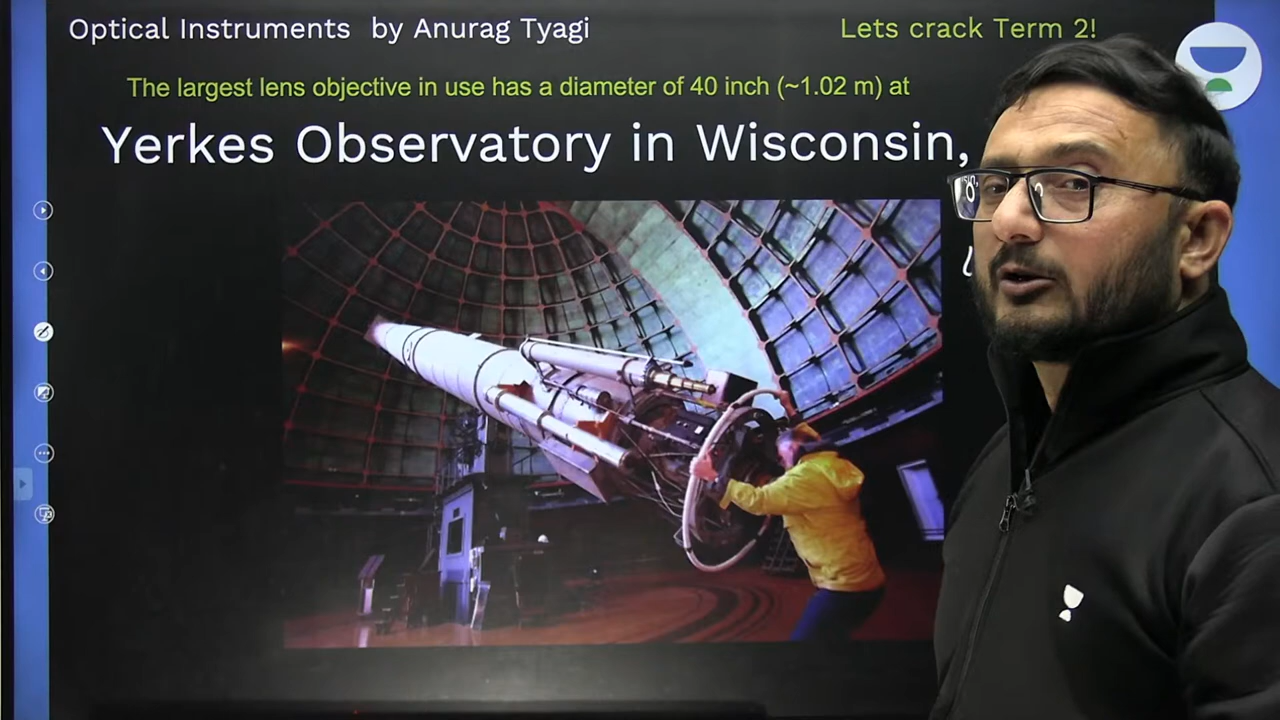 Optical Instruments by Anurag Tyagi
Lets crack Term 2!
The largest lens objective in use has a diameter of 40 inch (~1.02 m) at
Yerkes Observatory in Wisconsin,